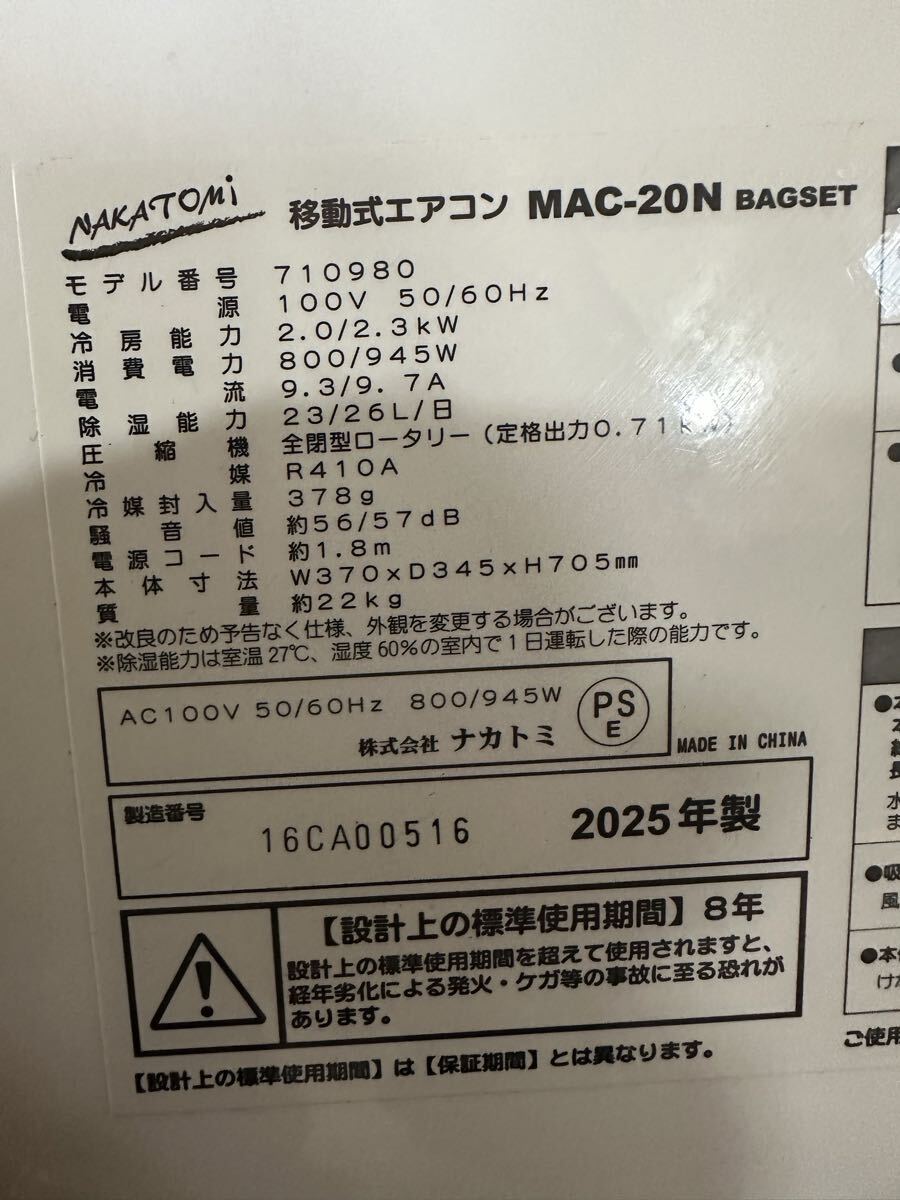 NAKATOMi
移動式エアコン MAC-20N BAGSET
モデル番号 710980
電源 100V 50/60Hz
冷房能力 2.0/2.3kW
消費電力 800/945W
電流 9.3/9.7A
除湿能力 23/26L/日
圧縮機 全閉型ロータリー(定格出力0.71kW)
冷媒 R410A
冷媒封入量 378g
騒音値 約56/57dB
電源コード 約1.8m
本体寸法 W370×D345×H705mm
質量 約22kg
※改良のため予告なく仕様、外観を変更する場合がございます。
※除湿能力は室温27℃、湿度60%の室内で1日運転した際の能力です。
AC100V 50/60Hz 800/945W
株式会社 ナカトミ
PS
E
MADE IN CHINA
製造番号
16CA00516
2025年製
【設計上の標準使用期間】8年
設計上の標準使用期間を超えて使用されますと、
経年劣化による発火・ケガ等の事故に至る恐れが
あります。
【設計上の標準使用期間】は【保証期間】とは異なります。
ご使用